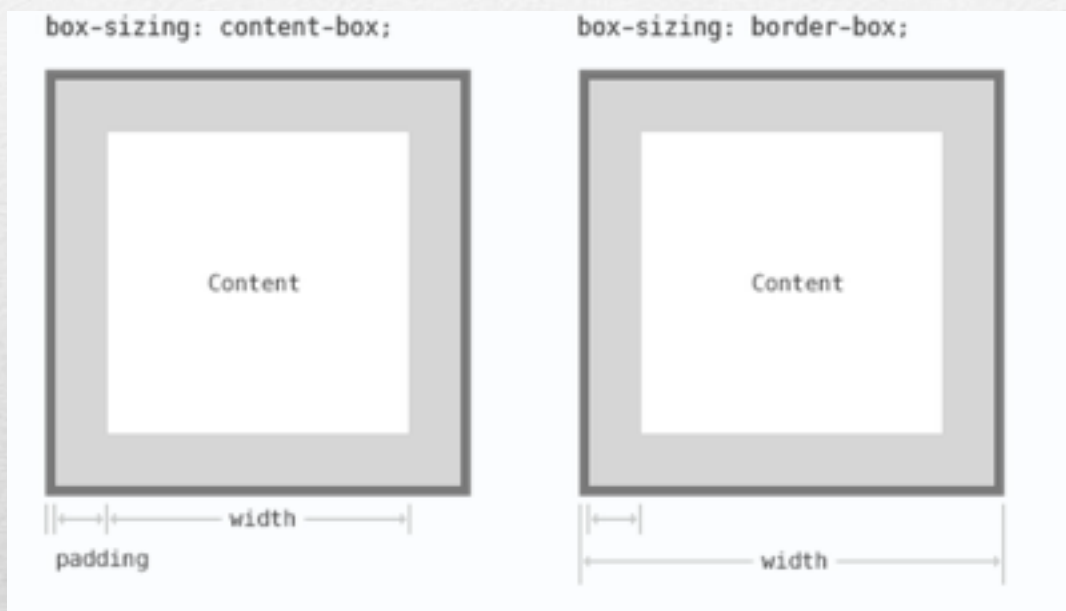 box-sizing: content-box;
box-sizing: border-box;
Content
Content
width
padding
width